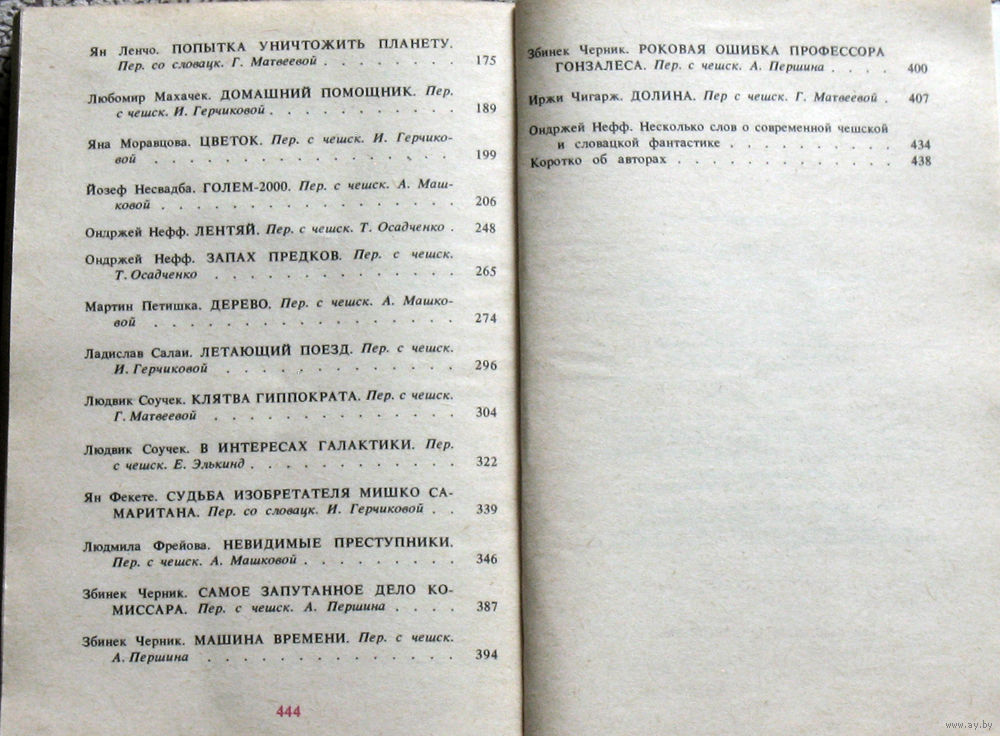 Ян Ленчо. ПОПЫТКА УНИЧТОЖИТЬ ПЛАНЕТУ.
Пер. со словацк. Г. Матвеевой . . . . . . . . 175
Любомир Махачек. ДОМАШНИЙ ПОМОЩНИК. Пер.
с чешск. И. Герчиковой . . . . . . . . . . . 189
Яна Моравцова. ЦВЕТОК. Пер. с чешск. И. Герчико-
вой . . . . . . . . . . . . . . . . 199
Йозеф Несвадба. ГОЛЕМ-2000. Пер. с чешск. А. Маш-
ковой . . . . . . . . . . . . . . . 206
Ондржей Нефф. ЛЕНТЯЙ. Пер. с чешск. Т. Осадченко . 248
Ондржей Нефф. ЗАПАХ ПРЕДКОВ. Пер. с чешск.
Т. Осадченко . . . . . . . . . . . . . 265
Мартин Петишка. ДЕРЕВО. Пер. с чешск. А. Машко-
вой . . . . . . . . . . . . . . . . 274
Ладислав Салаи. ЛЕТАЮЩИЙ ПОЕЗД. Пер. с чешск.
И. Герчиковой . . . . . . . . . . . . . 296
Людвик Соучек. КЛЯТВА ГИППОКРАТА. Пер. с чешск.
Г. Матвеевой . . . . . . . . . . . . . 304
Людвик Соучек. В ИНТЕРЕСАХ ГАЛАКТИКИ. Пер.
с чешск. Е. Элькинд . . . . . . . . . . . 322
Ян Фекете. СУДЬБА ИЗОБРЕТАТЕЛЯ МИШКО СА-
МАРИТАНА. Пер. со словацк. И. Герчиковой . . 339
Людмила Фрейова. НЕВИДИМЫЕ ПРЕСТУПНИКИ.
Пер. с чешск. А. Машковой . . . . . . . . . 346
Збинек Черник. САМОЕ ЗАПУТАННОЕ ДЕЛО КО-
МИССАРА. Пер. с чешск. А. Першина . . . . 387
Збинек Черник. МАШИНА ВРЕМЕНИ. Пер. с чешск.
А. Першина . . . . . . . . . . . . . 394
444
Збинек Черник. РОКОВАЯ ОШИБКА ПРОФЕССОРА
ГОНЗАЛЕСА. Пер. с чешск. А. Першина . . . . 400
Иржи Чигарж. ДОЛИНА. Пер с чешск. Г. Матвеевой . 407
Ондржей Нефф. Несколько слов о современной чешской
и словацкой фантастике . . . . . . . . . . 434
Коротко об авторах . . . . . . . . . . . . 438
www.ay.by